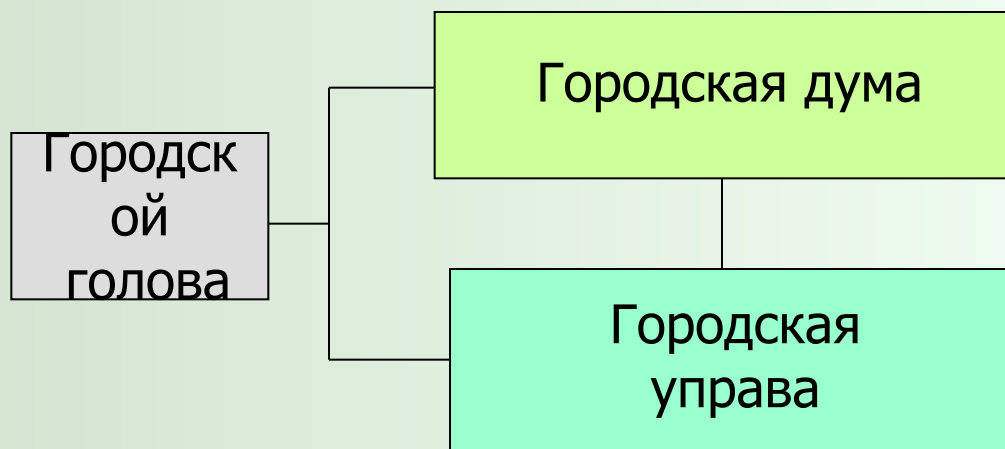 Городск
ой
голова
Городская дума
Городская
управа